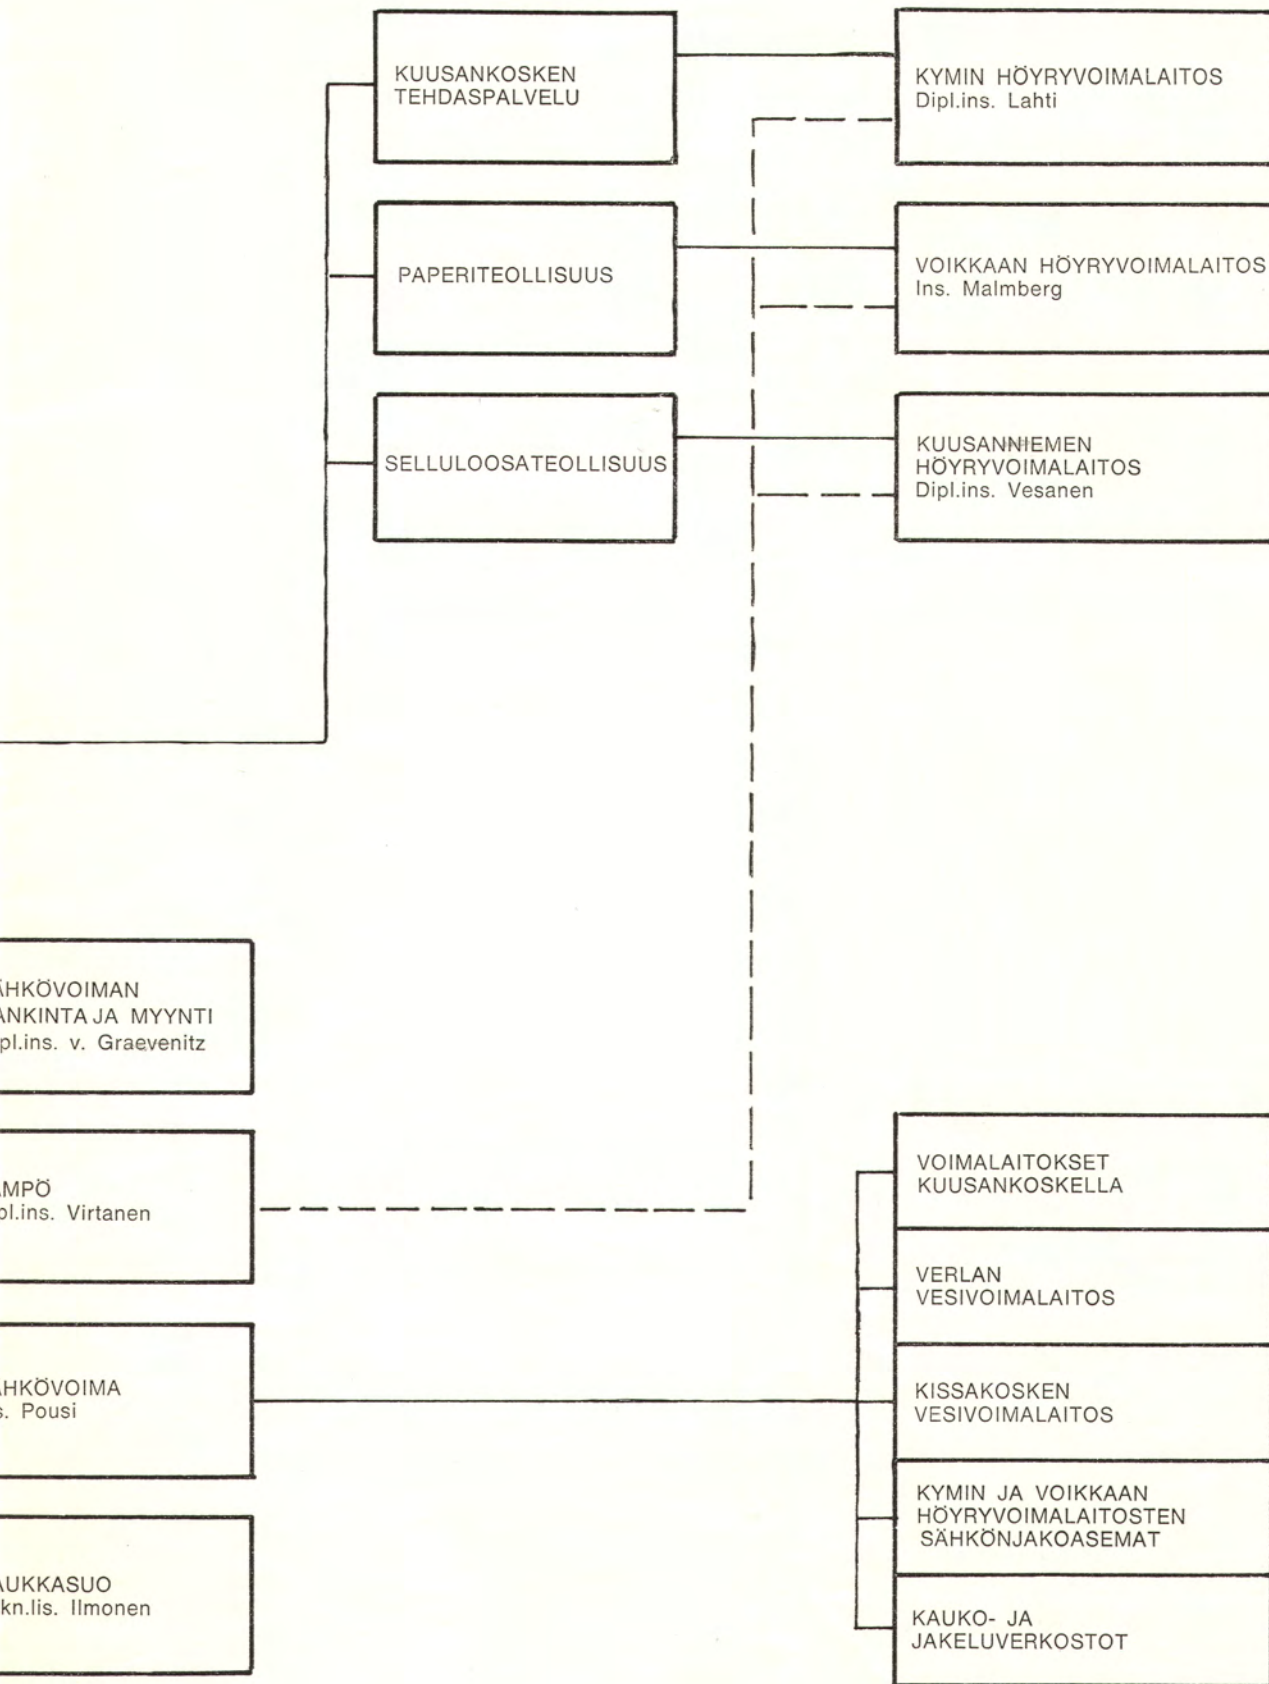 KUUSANKOSKEN
TEHDASPALVELU
KYMIN HÖYRYVOIMALAITOS
Dipl.ins. Lahti
PAPERITEOLLISUUS
VOIKKAAN HÖYRYVOIMALAITOS
Ins. Malmberg
SELLULOOSATEOLLISUUS
KUUSANNIEMEN
HÖYRYVOIMALAITOS
Dipl.ins. Vesanen
ÄHKÖVOIMAN
ANKINTA JA MYYNTI
pl.ins. v. Graevenitz
ÄMPÖ
pl.ins. Virtanen
ÄHKÖVOIMA
s. Pousi
AUKKASUO
kn.lis. Ilmonen
VOIMALAITOKSET
KUUSANKOSKELLA
VERLAN
VESIVOIMALAITOS
KISSAKOSKEN
VESIVOIMALAITOS
KYMIN JA VOIKKAAN
HÖYRYVOIMALAITOSTEN
SÄHKÖNJAKOASEMAT
KAUKO- JA
JAKELUVERKOSTOT